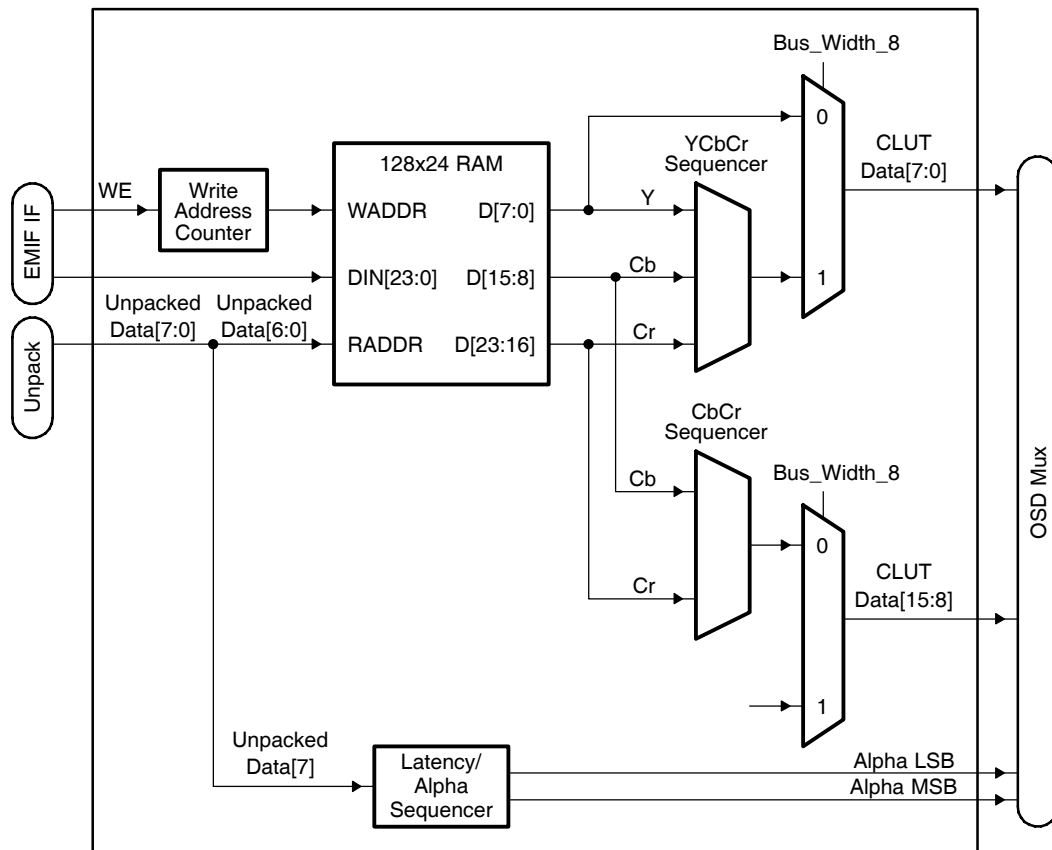 Bus_Width_8
0
1
CLUT
Data[7:0]
YCbCr
Sequencer
128x24 RAM
WADDR
D[7:0]
DIN[23:0]
D[15:8]
RADDR
D[23:16]
Y
Cb
Cr
EMIF IF
WE
Write
Address
Counter
Unpack
Unpacked
Data[7:0]
Unpacked
Data[6:0]
CbCr
Sequencer
Cb
Cr
Bus_Width_8
0
1
CLUT
Data[15:8]
OSD Mux
Unpacked
Data[7]
Latency/
Alpha
Sequencer
Alpha LSB
Alpha MSB